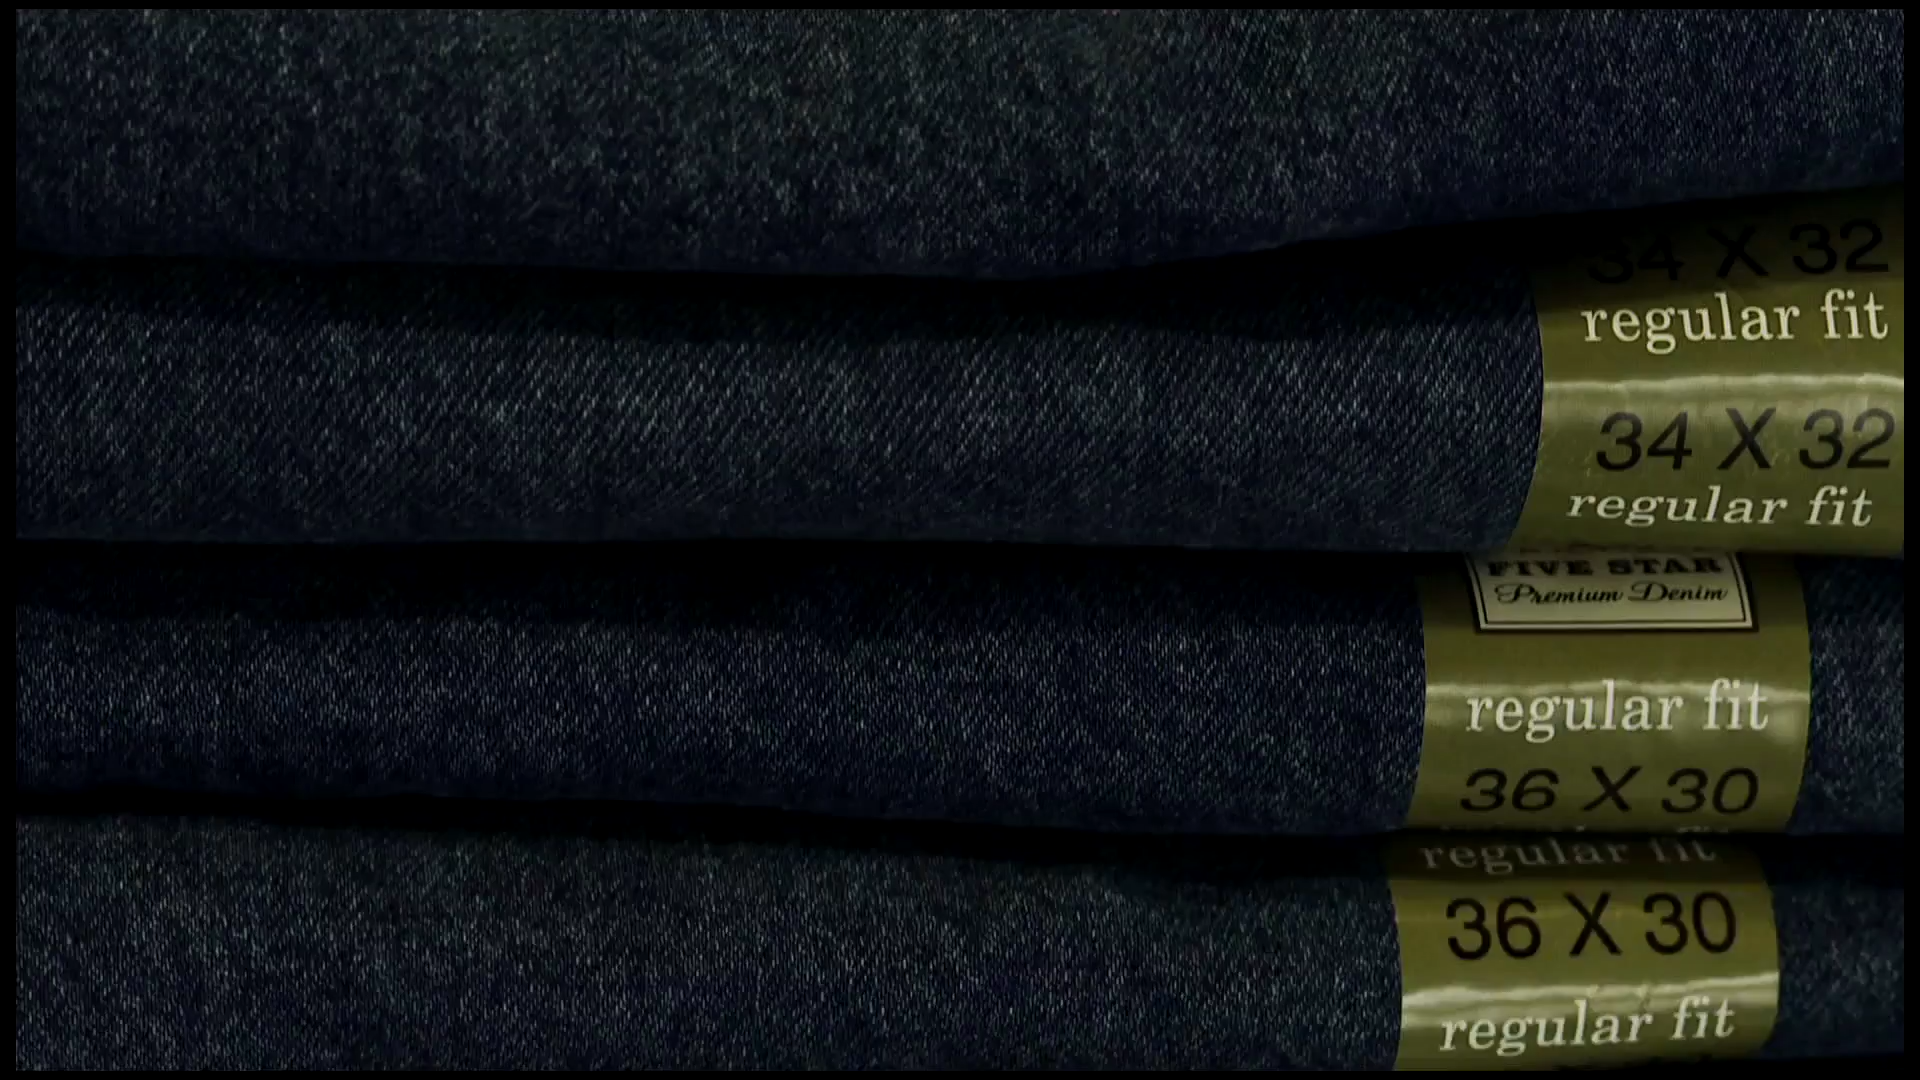 34 X 32
regular fit
34 X 32
regular fit
FIVE STAR
Premium Denim
regular fit
36 X 30
regular fit
36 X 30
regular fit